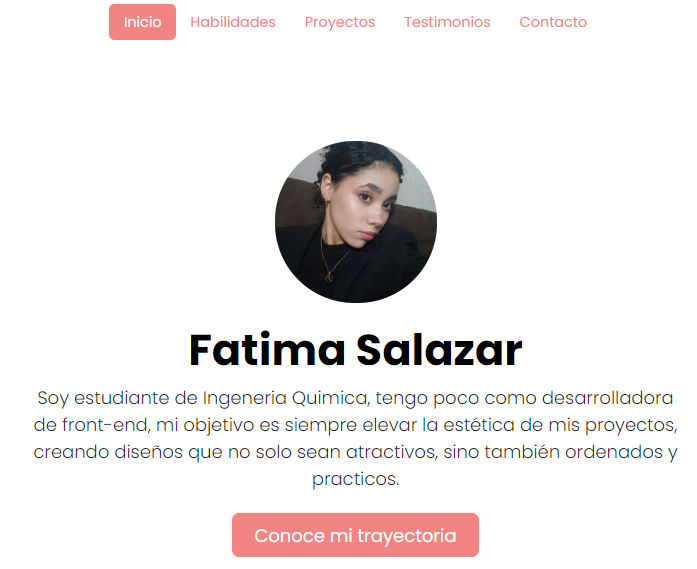 Inicio Habilidades Proyectos Testimonios Contacto
Fatima Salazar
Soy estudiante de Ingeneria Quimica, tengo poco como desarrolladora
de front-end, mi objetivo es siempre elevar la estética de mis proyectos,
creando diseños que no solo sean atractivos, sino también ordenados y
practicos.
Conoce mi trayectoria